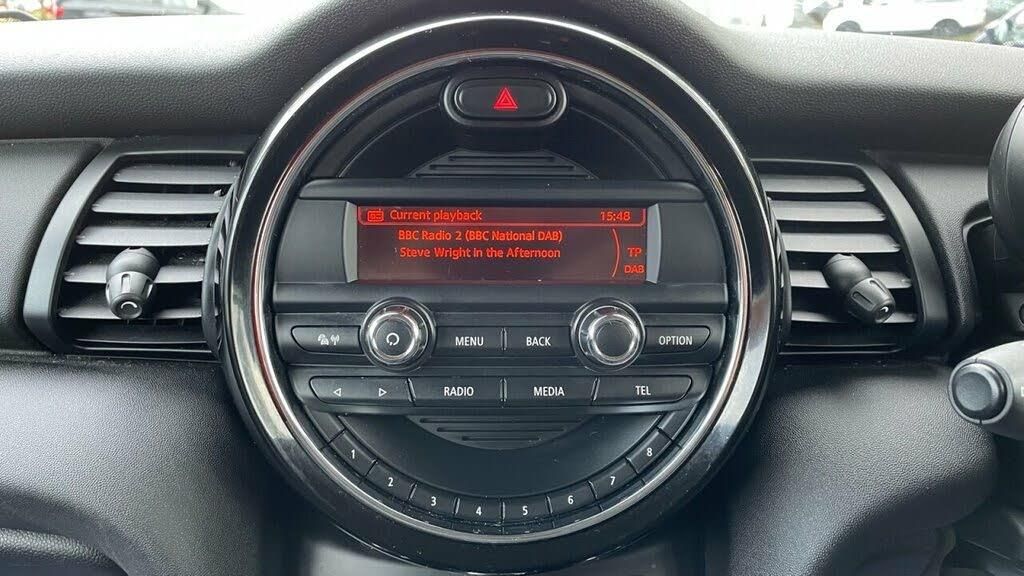 Current playback 15:48
BBC Radio 2 (BBC National DAB)
Steve Wright in the Afternoon
TP
DAB
MENU BACK OPTION
RADIO MEDIA TEL
1 2 3 4 5 6 7 8